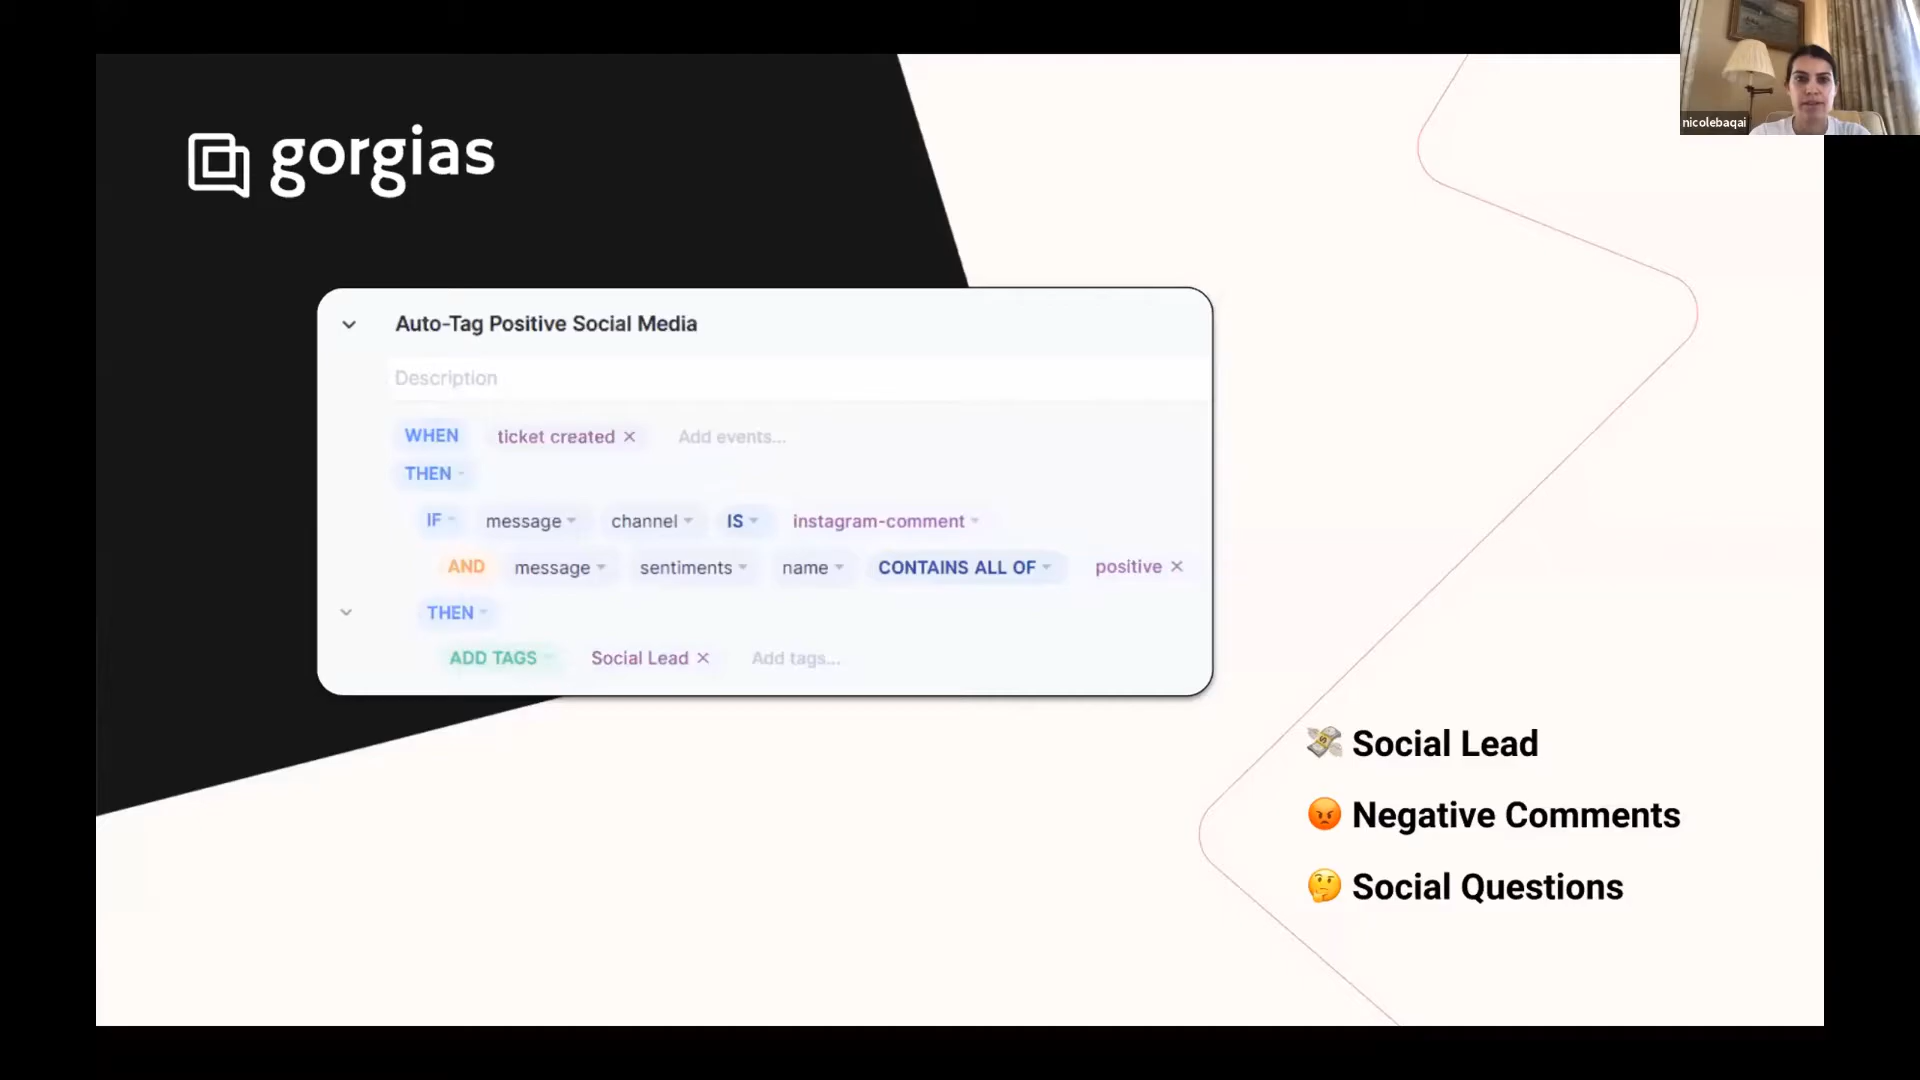 nicolebaqai
gorgias
Auto-Tag Positive Social Media
Description
WHEN ticket created × Add events...
THEN
IF message channel IS instagram-comment
AND message sentiments name CONTAINS ALL OF positive ×
THEN
ADD TAGS Social Lead × Add tags...
💸 Social Lead
😡 Negative Comments
🤔 Social Questions